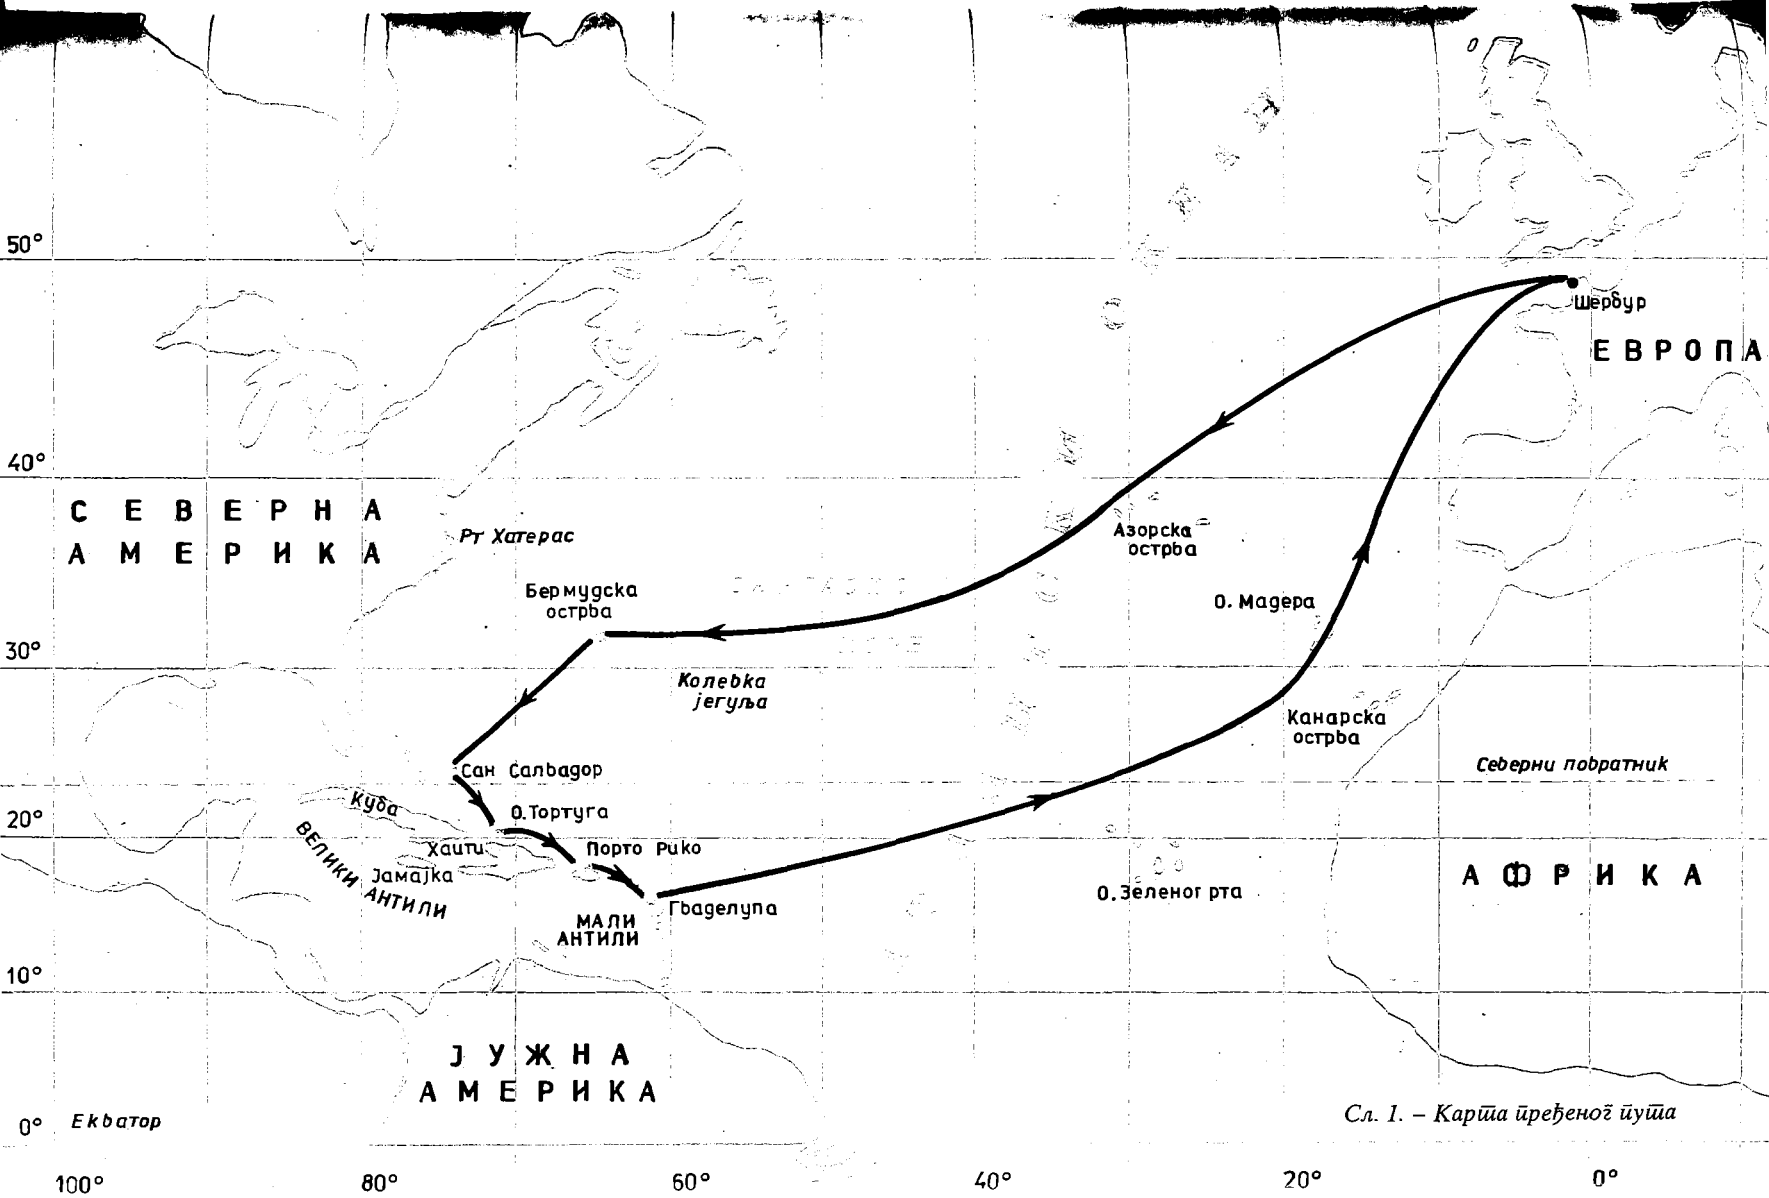 50°
Шербур
ЕВРОПА
40°
СЕВЕРНА
АМЕРИКА
Рт Хатерас
Азорска
острва
Бермудска
острва
О. Мадера
30°
Колевка
јегуља
Канарска
острва
Северни повратник
Сан Салвадор
Куба
О. Тортуга
20°
ВЕЛИКИ
АНТИЛИ
Хаити
Порто Рико
Јамајка
АФРИКА
О. Зеленог рта
Гваделупа
МАЛИ
АНТИЛИ
10°
ЈУЖНА
АМЕРИКА
0°
Екватор
Сл. 1. – Карта пређеног пута
100°
80°
60°
40°
20°
0°